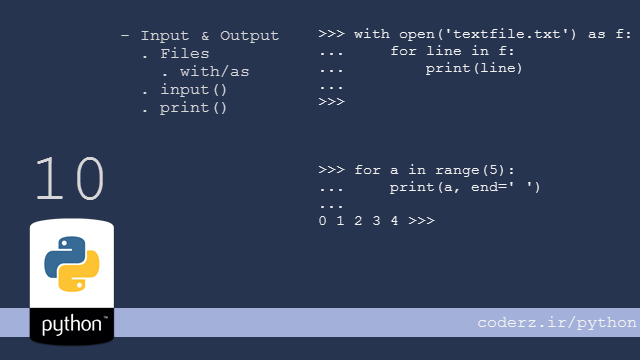 - Input & Output
. Files
. with/as
. input()
. print()
>>> with open('textfile.txt') as f:
...     for line in f:
...         print(line)
...
>>>
>>> for a in range(5):
...     print(a, end=' ')
...
0 1 2 3 4 >>>
10
python™
coderz.ir/python